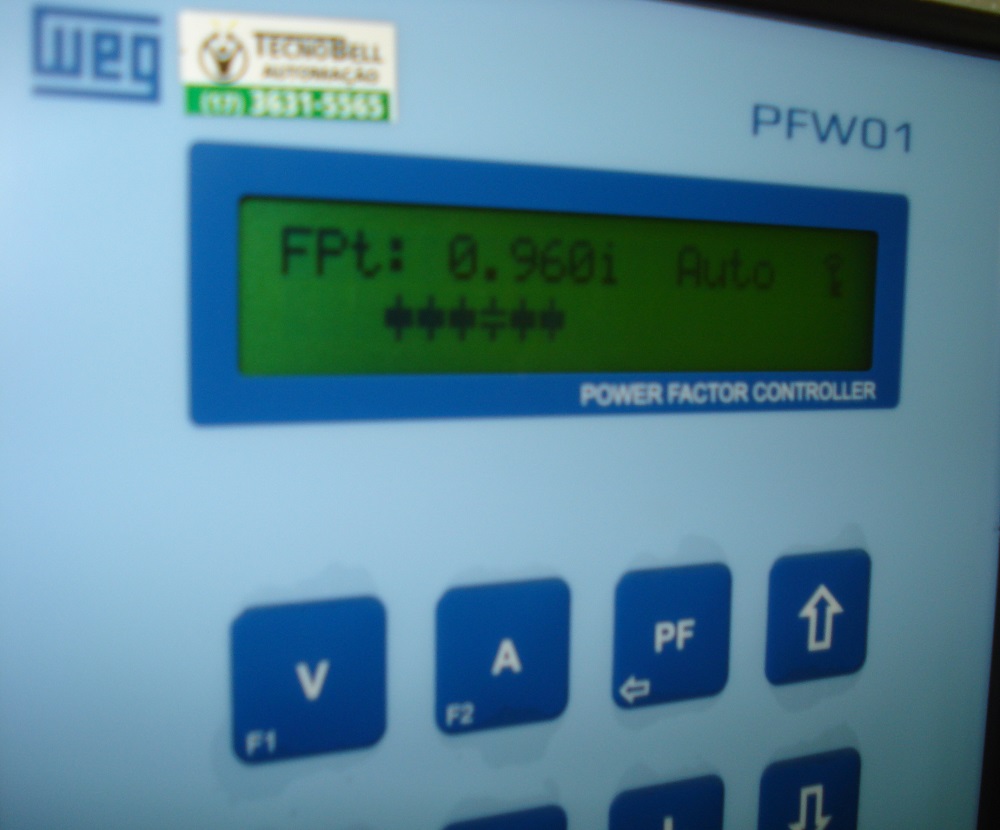 weg
TECNOBELL
AUTOMAÇÃO
(17) 3631-5565
PFW01
FPt: 0.960i Auto
POWER FACTOR CONTROLLER
V
F1
A
F2
PF